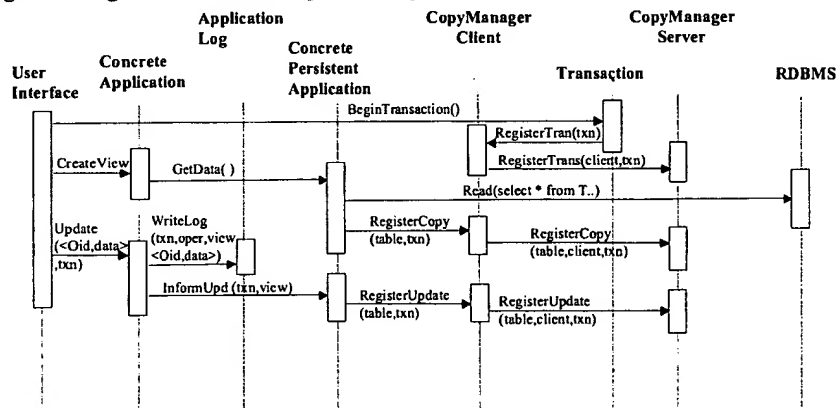 Application
Log
CopyManager
Client
CopyManager
Server
Concrete
Application
Concrete
Persistent
Application
User
Interface
Transaction
RDBMS
BeginTransaction()
RegisterTran(txn)
CreateView
GetData( )
RegisterTrans(client,txn)
Read(select * from T..)
Update
(<Oid,data>
,txn)
WriteLog
(txn,oper,view
<Oid,data>)
RegisterCopy
(table,txn)
RegisterCopy
(table,client,txn)
InformUpd (txn,view)
RegisterUpdate
(table,txn)
RegisterUpdate
(table,client,txn)